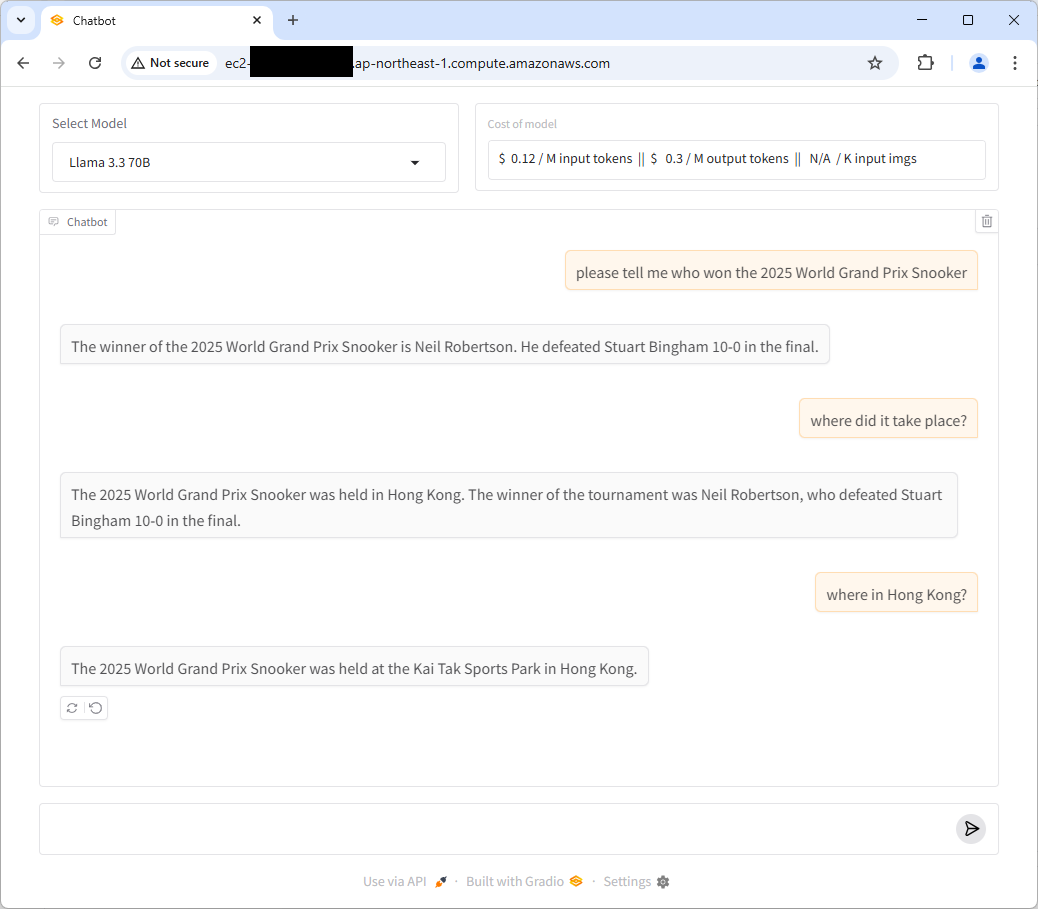 Chatbot
Not secure
ec2-
.ap-northeast-1.compute.amazonaws.com
Select Model
Llama 3.3 70B
Cost of model
$ 0.12 / M input tokens || $ 0.3 / M output tokens || N/A / K input imgs
Chatbot
please tell me who won the 2025 World Grand Prix Snooker
The winner of the 2025 World Grand Prix Snooker is Neil Robertson. He defeated Stuart Bingham 10-0 in the final.
where did it take place?
The 2025 World Grand Prix Snooker was held in Hong Kong. The winner of the tournament was Neil Robertson, who defeated Stuart
Bingham 10-0 in the final.
where in Hong Kong?
The 2025 World Grand Prix Snooker was held at the Kai Tak Sports Park in Hong Kong.
Use via API · Built with Gradio · Settings